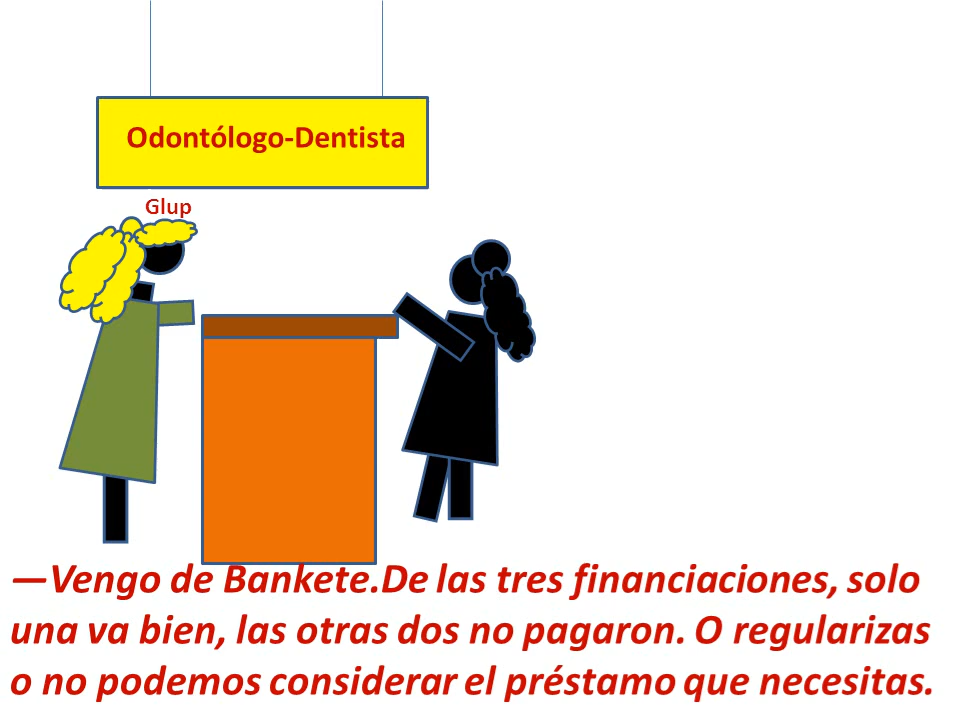 Odontólogo-Dentista
Glup
—Vengo de Bankete.De las tres financiaciones, solo
una va bien, las otras dos no pagaron. O regularizas
o no podemos considerar el préstamo que necesitas.